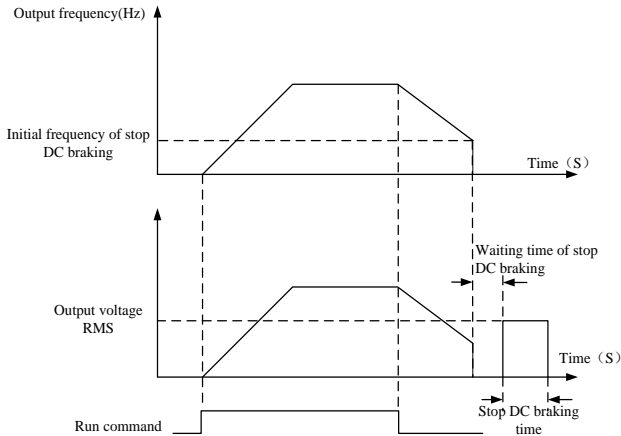 Output frequency(Hz)
Initial frequency of stop
DC braking
Time（S）
Waiting time of stop
DC braking
Output voltage
RMS
Time（S）
Stop DC braking
time
Run command